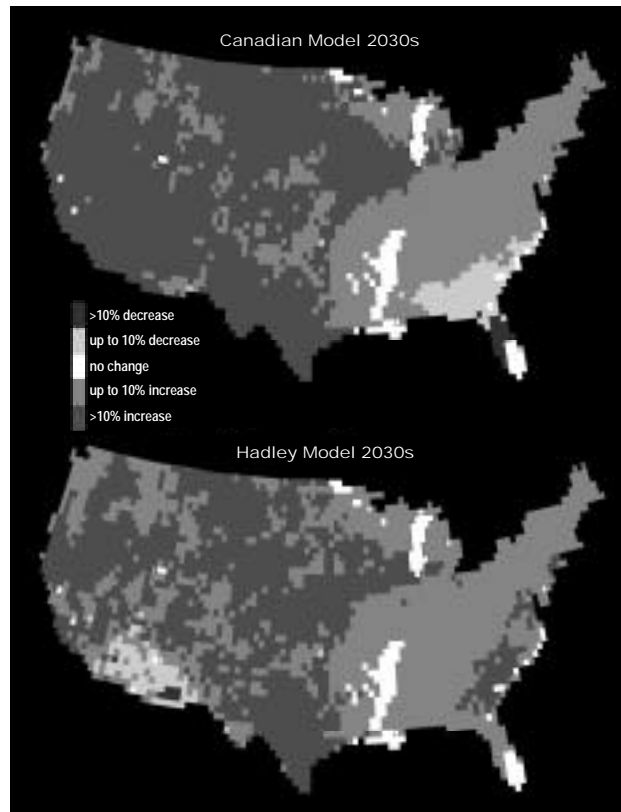 Canadian Model 2030s
>10% decrease
up to 10% decrease
no change
up to 10% increase
>10% increase
Hadley Model 2030s